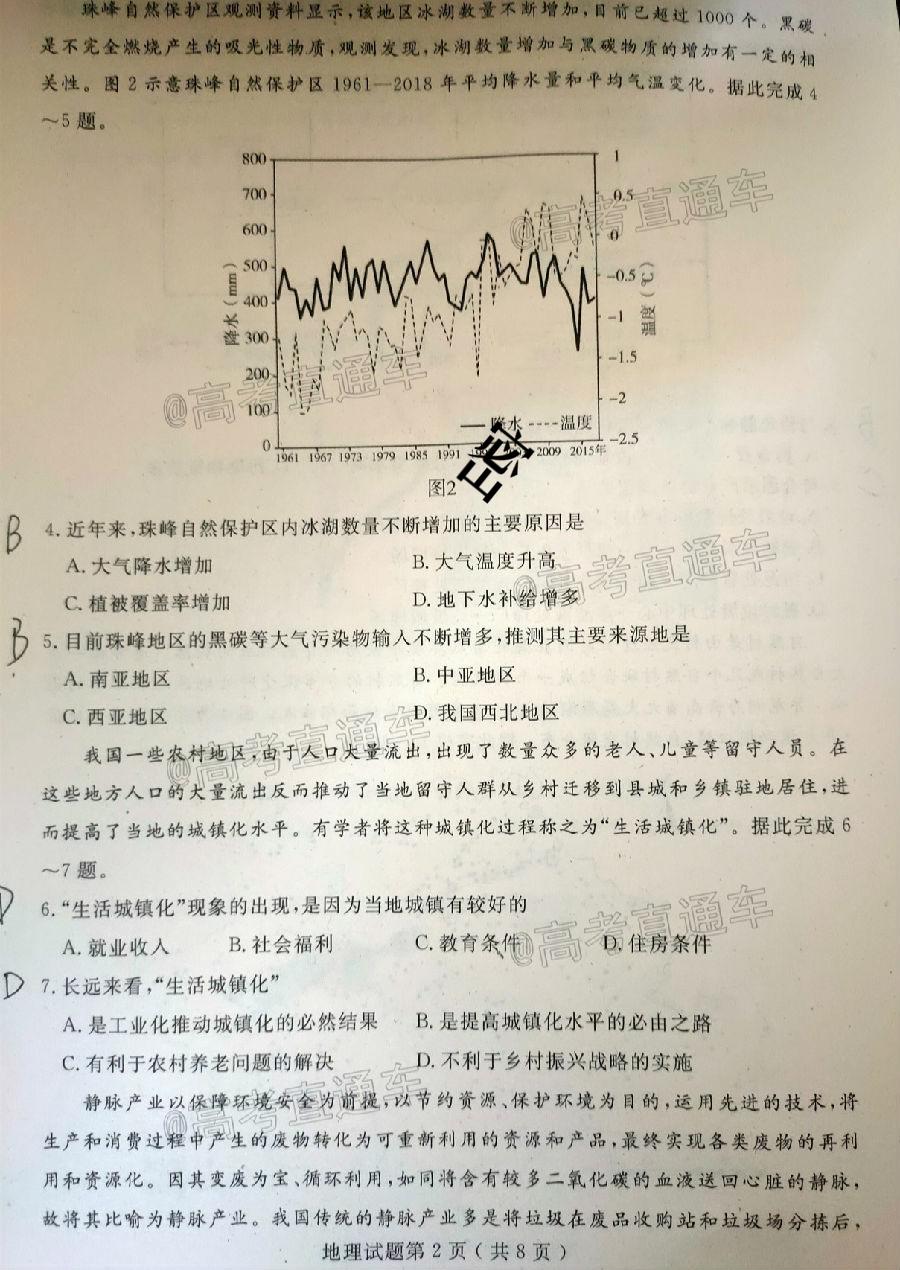 珠峰自然保护区观测资料显示,该地区冰湖数量不断增加,目前已超过1000个。黑碳
是不完全燃烧产生的吸光性物质,观测发现,冰湖数量增加与黑碳物质的增加有一定的相
关性。图2示意珠峰自然保护区1961—2018年平均降水量和平均气温变化。据此完成4
～5题。
800
700
600
500
400
300
200
100
0
降水(mm)
1
0.5
0
-0.5
-1
-1.5
-2
-2.5
温度(℃)
@高考直通车
@高考直通车
降水 温度
1961 1967 1973 1979 1985 1991 2009 2015年
图2
密
B
4.近年来,珠峰自然保护区内冰湖数量不断增加的主要原因是
A.大气降水增加 B.大气温度升高
@高考直通车
C.植被覆盖率增加 D.地下水补给增多
B
5.目前珠峰地区的黑碳等大气污染物输入不断增多,推测其主要来源地是
A.南亚地区 B.中亚地区
C.西亚地区 D.我国西北地区
@高考直通车
我国一些农村地区,由于人口大量流出,出现了数量众多的老人、儿童等留守人员。在
这些地方人口的大量流出反而推动了当地留守人群从乡村迁移到县城和乡镇驻地居住,进
而提高了当地的城镇化水平。有学者将这种城镇化过程称之为“生活城镇化”。据此完成6
～7题。
D
6.“生活城镇化”现象的出现,是因为当地城镇有较好的
@高考直通车
A.就业收入 B.社会福利 C.教育条件 D.住房条件
D
7.长远来看,“生活城镇化”
A.是工业化推动城镇化的必然结果 B.是提高城镇化水平的必由之路
C.有利于农村养老问题的解决 D.不利于乡村振兴战略的实施
@高考直通车
静脉产业以保障环境安全为前提,以节约资源、保护环境为目的,运用先进的技术,将
生产和消费过程中产生的废物转化为可重新利用的资源和产品,最终实现各类废物的再利
用和资源化。因其变废为宝、循环利用,如同将含有较多二氧化碳的血液送回心脏的静脉,
故将其比喻为静脉产业。我国传统的静脉产业多是将垃圾在废品收购站和垃圾场分拣后,
地理试题第2页(共8页)